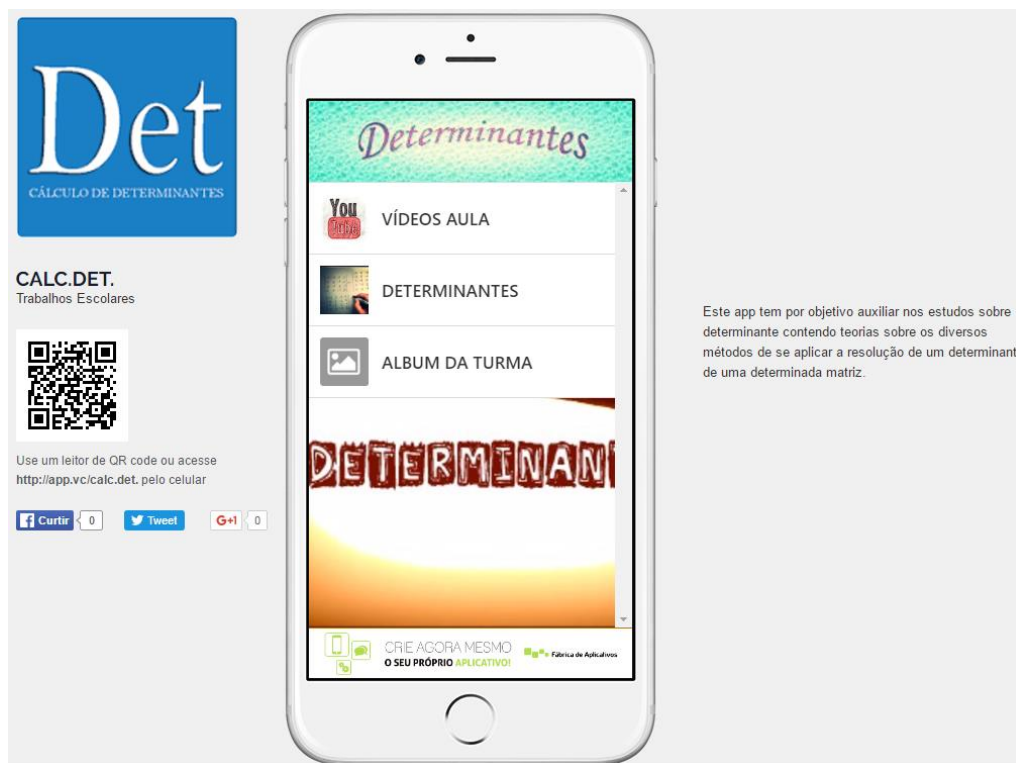 Det
CÁLCULO DE DETERMINANTES
CALC.DET.
Trabalhos Escolares
Use um leitor de QR code ou acesse
http://app.vc/calc.det. pelo celular
Curtir 0
Tweet
G+1 0
Determinantes
You
Tube
VÍDEOS AULA
DETERMINANTES
ALBUM DA TURMA
DETERMINAN
CRIE AGORA MESMO
O SEU PRÓPRIO APLICATIVO!
Fábrica de Aplicativos
Este app tem por objetivo auxiliar nos estudos sobre
determinante contendo teorias sobre os diversos
métodos de se aplicar a resolução de um determinant
de uma determinada matriz.